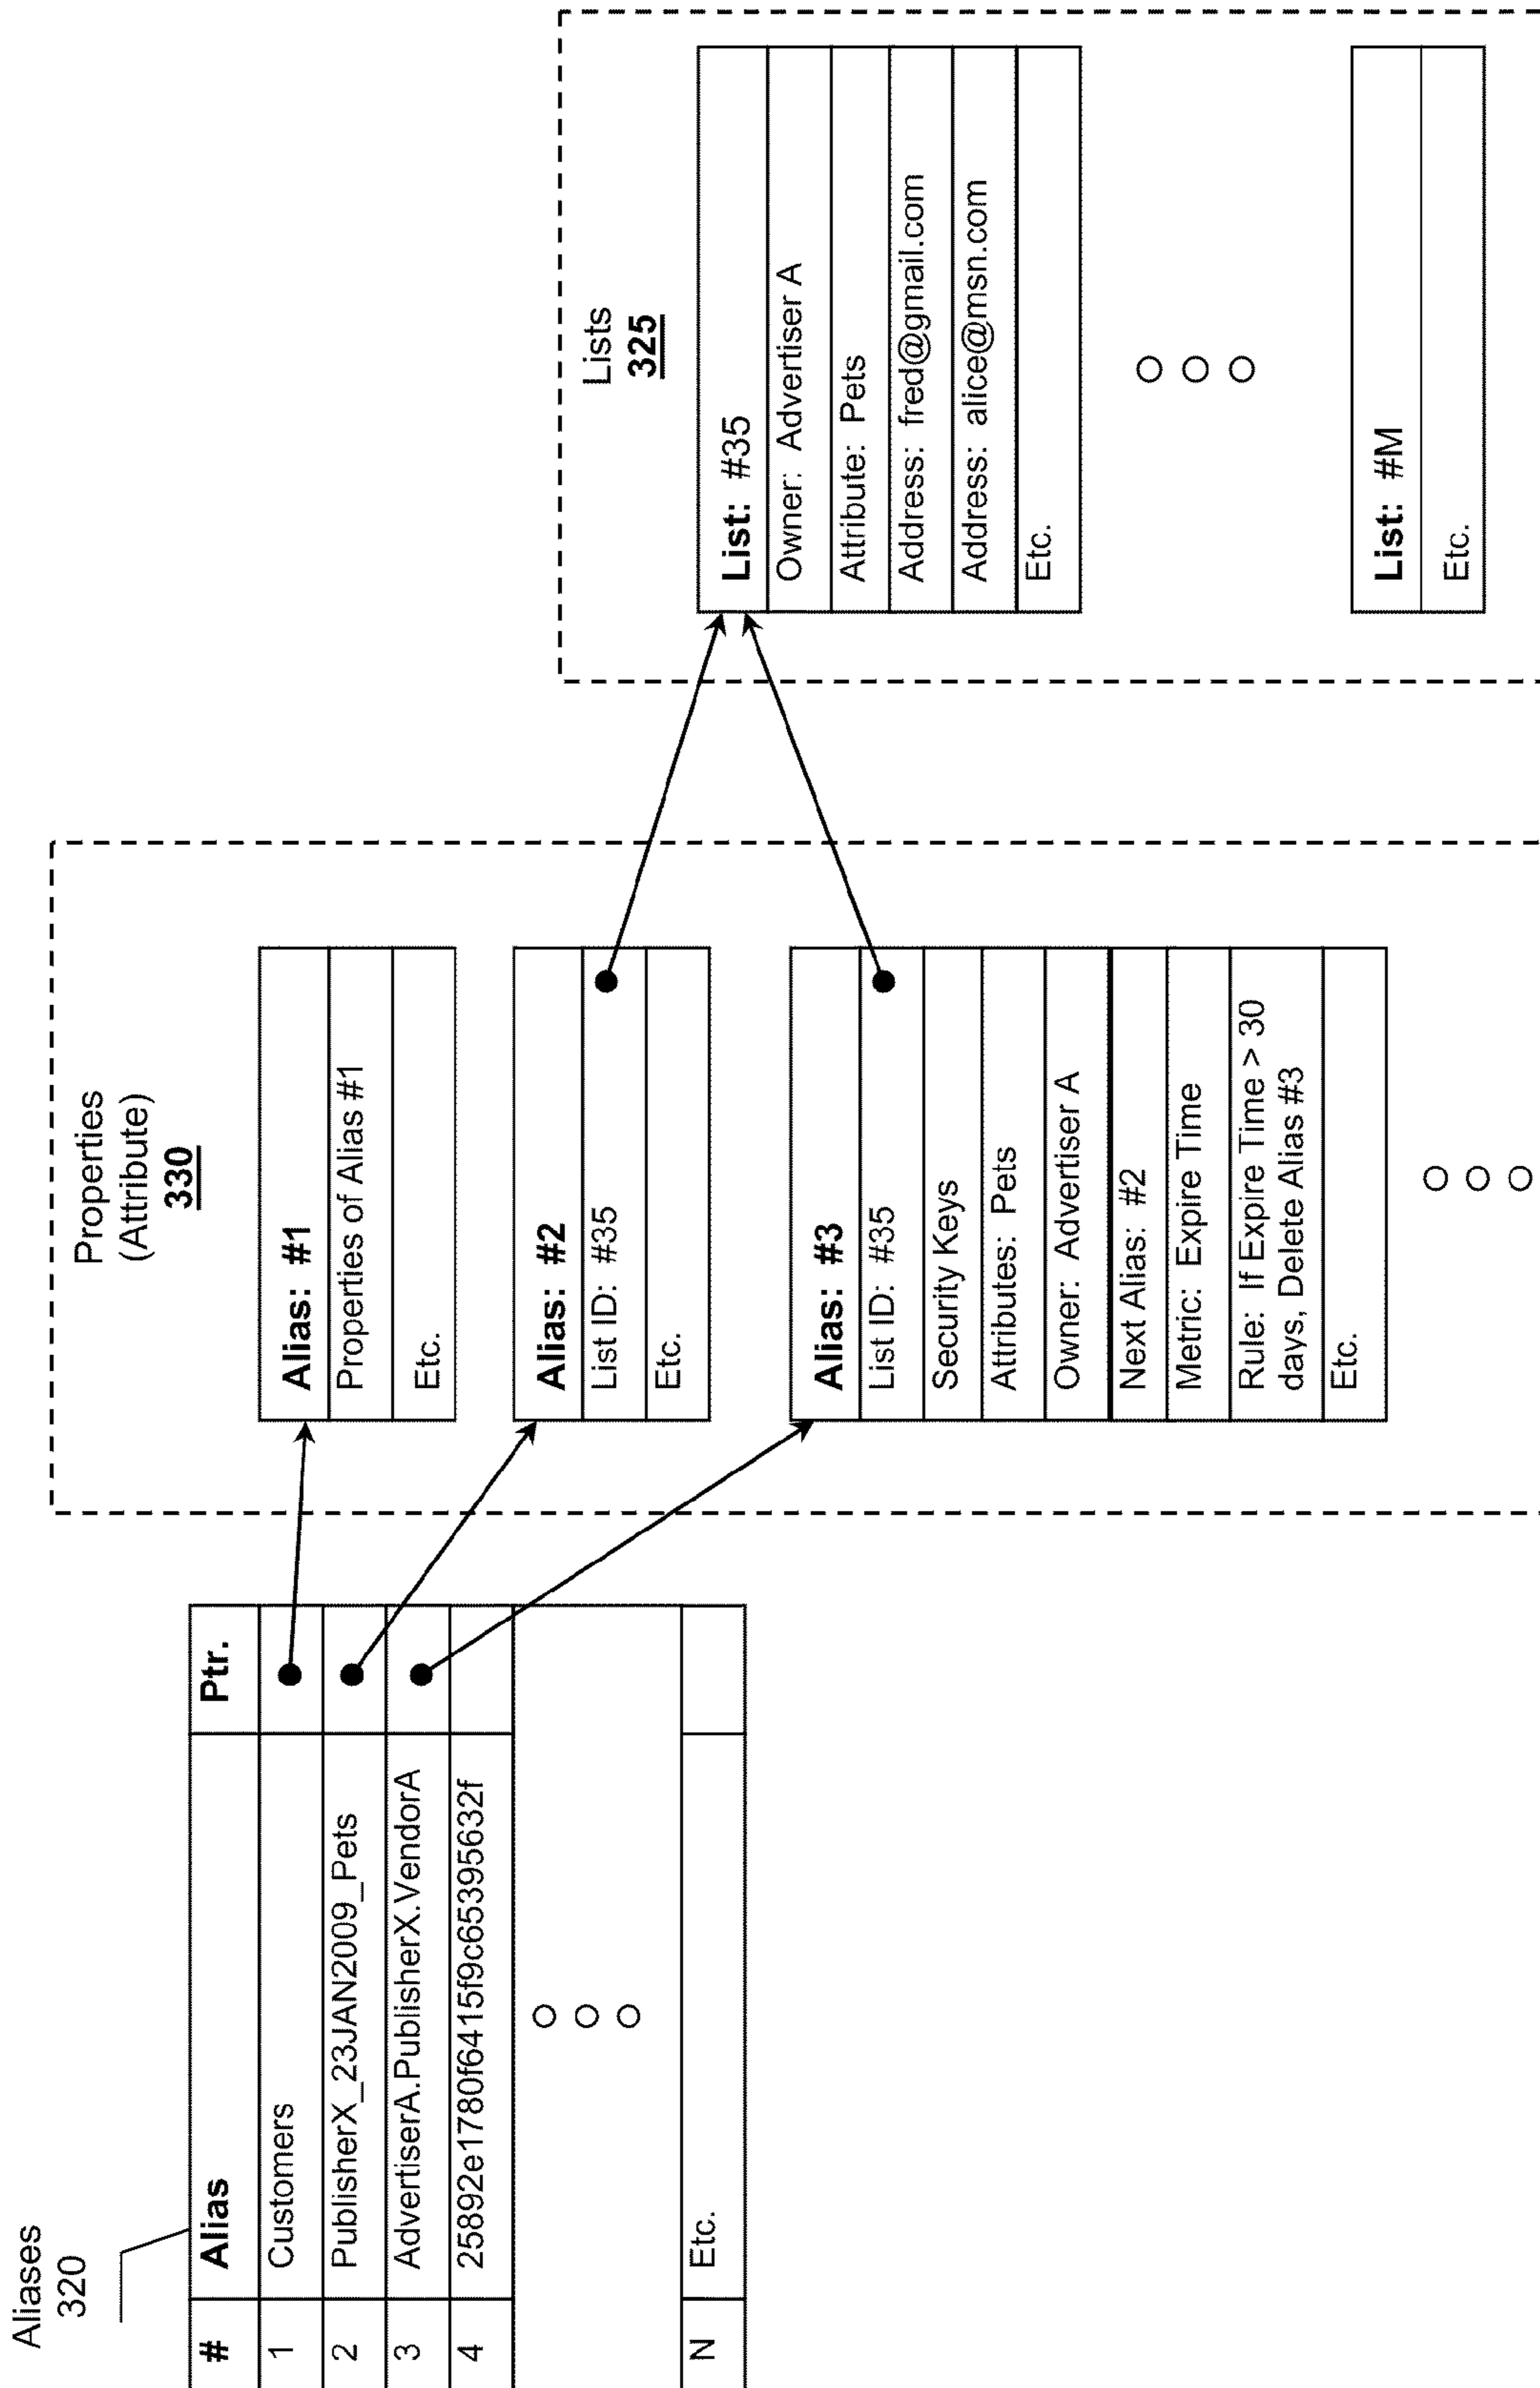 Aliases
320
# Alias Ptr.
1 Customers
2 PublisherX_23JAN2009_Pets
3 AdvertiserA.PublisherX.VendorA
4 25892e1780f6415f9c65395632f
N Etc.
Properties
(Attribute)
330
Alias: #1
Properties of Alias #1
Etc.
Alias: #2
List ID: #35
Etc.
Alias: #3
List ID: #35
Security Keys
Attributes: Pets
Owner: Advertiser A
Next Alias: #2
Metric: Expire Time
Rule: If Expire Time > 30
days, Delete Alias #3
Etc.
Lists
325
List: #35
Owner: Advertiser A
Attribute: Pets
Address: fred@gmail.com
Address: alice@msn.com
Etc.
List: #M
Etc.